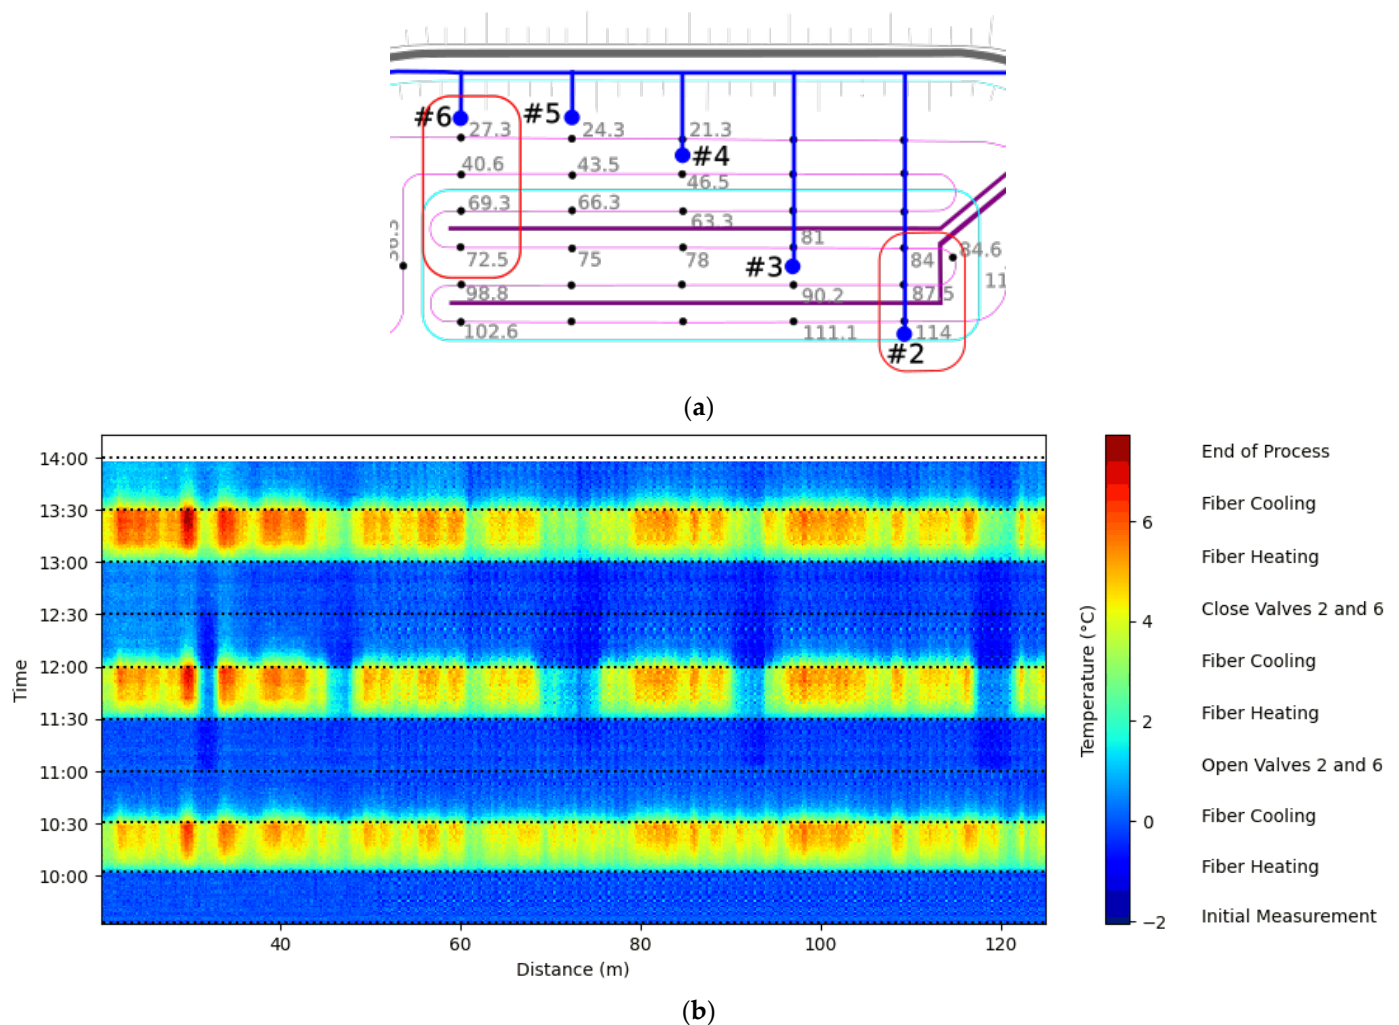 #6 #5
27.3 24.3 21.3
#4
40.6 43.5 46.5
69.3 66.3 63.3
81
72.5 75 78 #3 84 84.6
98.8 90.2 87.5 11
102.6 111.1 114
#2
(a)
14:00
13:30
13:00
12:30
12:00
11:30
11:00
10:30
10:00
Time
40 60 80 100 120
Distance (m)
6
4
2
0
−2
Temperature (°C)
End of Process
Fiber Cooling
Fiber Heating
Close Valves 2 and 6
Fiber Cooling
Fiber Heating
Open Valves 2 and 6
Fiber Cooling
Fiber Heating
Initial Measurement
(b)